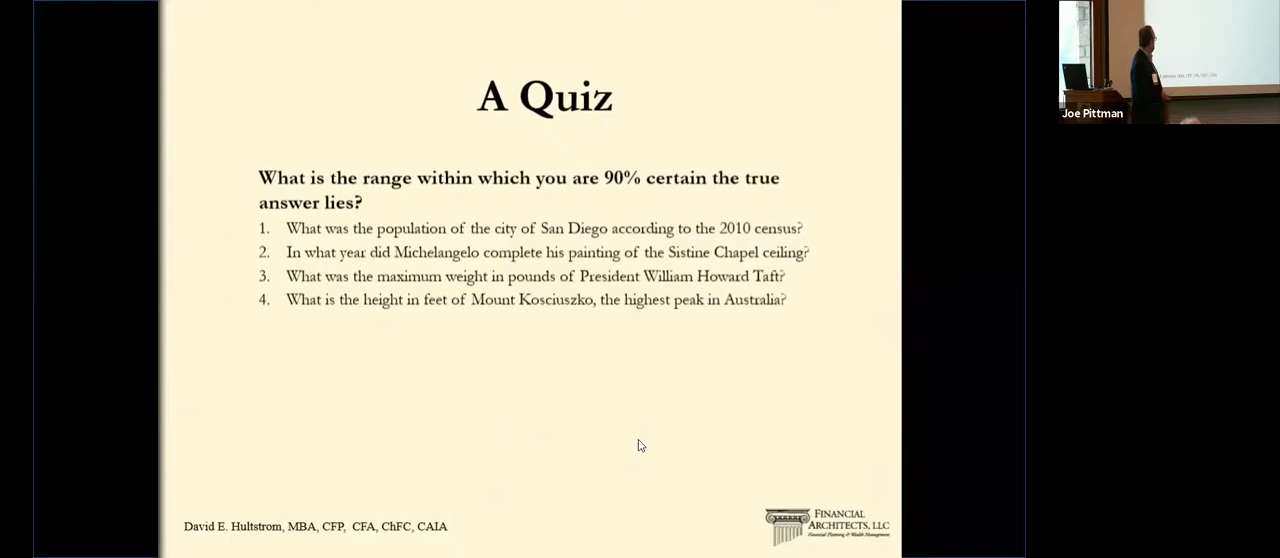 A Quiz
What is the range within which you are 90% certain the true
answer lies?
1. What was the population of the city of San Diego according to the 2010 census?
2. In what year did Michelangelo complete his painting of the Sistine Chapel ceiling?
3. What was the maximum weight in pounds of President William Howard Taft?
4. What is the height in feet of Mount Kosciuszko, the highest peak in Australia?
David E. Hultstrom, MBA, CFP, CFA, ChFC, CAIA
FINANCIAL
ARCHITECTS, LLC
Financial Planning & Wealth Management
Joe Pittman